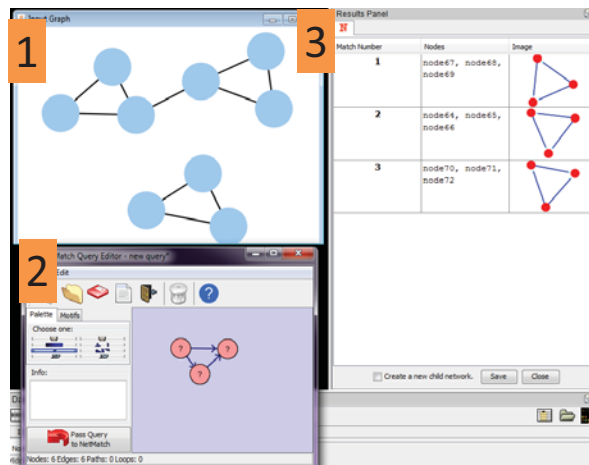 1
Input Graph
2
Match Query Editor - new query*
Edit
Palette Motifs
Choose one:
Info:
Pass Query
to NetMatch
Nodes: 6 Edges: 6 Paths: 0 Loops: 0
? ?
?
3
Results Panel
N
Match Number Nodes Image
1 node67, node68,
node69
2 node64, node65,
node66
3 node70, node71,
node72
Create a new child network. Save Close